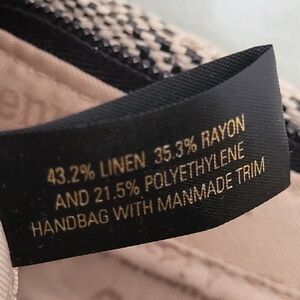 43.2% LINEN 35.3% RAYON
AND 21.5% POLYETHYLENE
HANDBAG WITH MANMADE TRIM